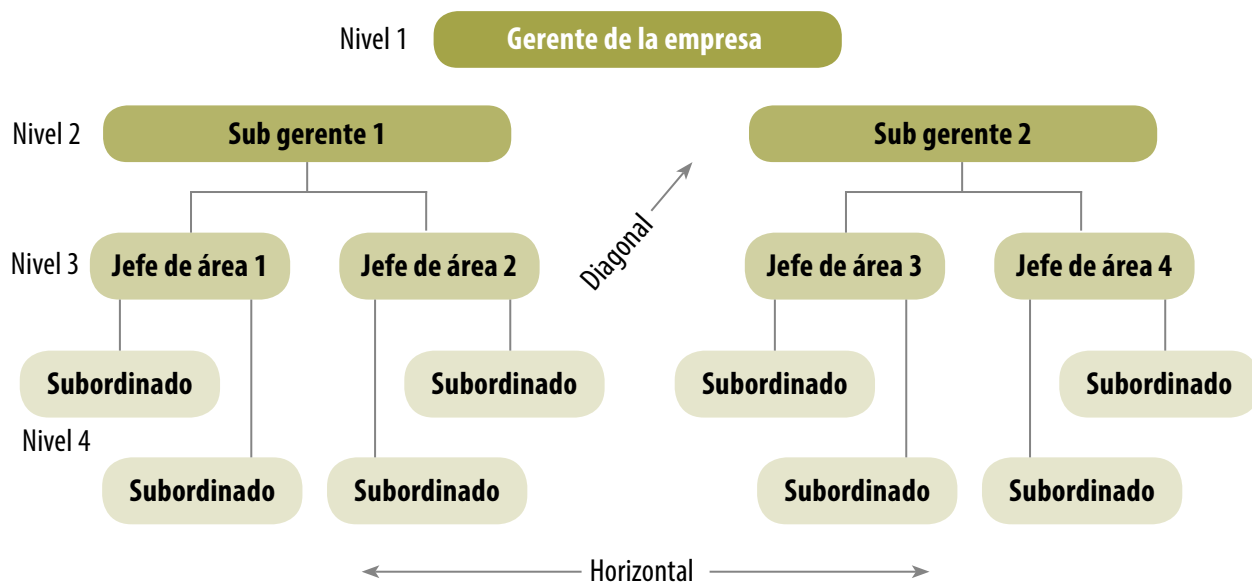 Nivel 1
Gerente de la empresa
Nivel 2
Sub gerente 1
Sub gerente 2
Diagonal
Nivel 3
Jefe de área 1
Jefe de área 2
Jefe de área 3
Jefe de área 4
Subordinado
Subordinado
Subordinado
Subordinado
Nivel 4
Subordinado
Subordinado
Subordinado
Subordinado
Horizontal